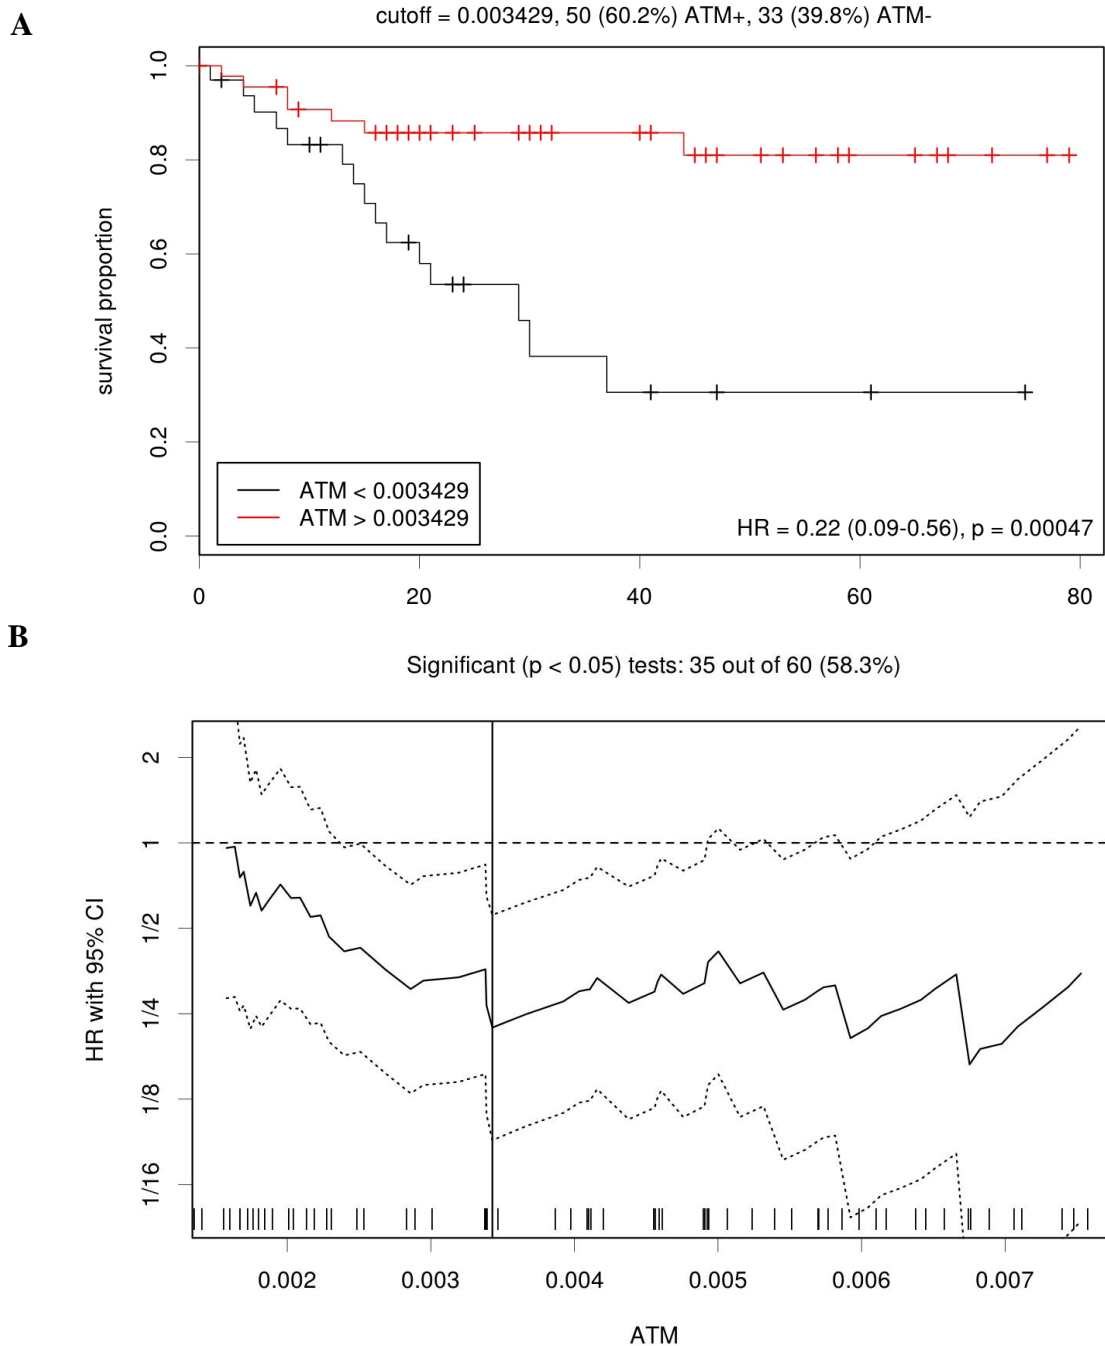 A
cutoff = 0.003429, 50 (60.2%) ATM+, 33 (39.8%) ATM-
survival proportion
1.0
0.8
0.6
0.4
0.2
0.0
ATM < 0.003429
ATM > 0.003429
HR = 0.22 (0.09-0.56), p = 0.00047
0 20 40 60 80
B
Significant (p < 0.05) tests: 35 out of 60 (58.3%)
HR with 95% CI
2
1
1/2
1/4
1/8
1/16
0.002 0.003 0.004 0.005 0.006 0.007
ATM